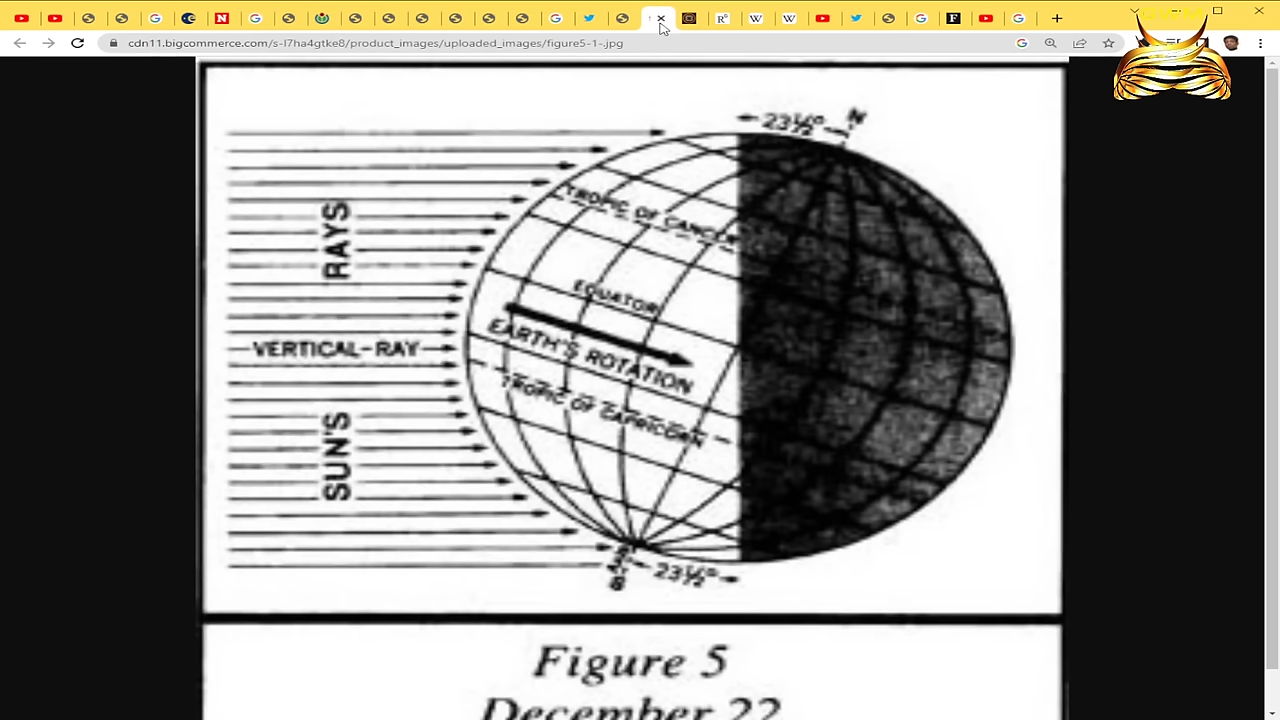 cdn11.bigcommerce.com/s-l7ha4gtke8/product_images/uploaded_images/figure5-1-.jpg
23½° N
TROPIC OF CANCER
RAYS
EQUATOR
EARTH'S ROTATION
VERTICAL-RAY
TROPIC OF CAPRICORN
SUN'S
23½°
Figure 5
December 22